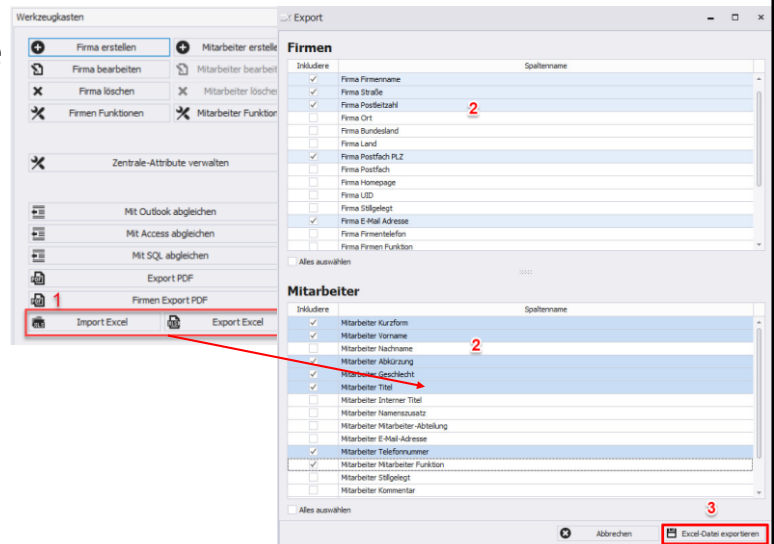 Werkzeugkasten
Firma erstellen
Mitarbeiter erstelle
Firma bearbeiten
Mitarbeiter bearbeit
Firma löschen
Mitarbeiter lösche
Firmen Funktionen
Mitarbeiter Funktion
Zentrale-Attribute verwalten
Mit Outlook abgleichen
Mit Access abgleichen
Mit SQL abgleichen
Export PDF
1
Firmen Export PDF
Import Excel
Export Excel
Export
Firmen
Inkludiere
Spaltenname
Firma Firmenname
Firma Straße
Firma Postleitzahl
2
Firma Ort
Firma Bundesland
Firma Land
Firma Postfach PLZ
Firma Postfach
Firma Homepage
Firma UID
Firma Stillgelegt
Firma E-Mail Adresse
Firma Firmentelefon
Firma Firmen Funktion
Alles auswählen
Mitarbeiter
Inkludiere
Spaltenname
Mitarbeiter Kurzform
Mitarbeiter Vorname
Mitarbeiter Nachname
2
Mitarbeiter Abkürzung
Mitarbeiter Geschlecht
Mitarbeiter Titel
Mitarbeiter Interner Titel
Mitarbeiter Namenszusatz
Mitarbeiter Mitarbeiter-Abteilung
Mitarbeiter E-Mail-Adresse
Mitarbeiter Telefonnummer
Mitarbeiter Mitarbeiter Funktion
Mitarbeiter Stillgelegt
Mitarbeiter Kommentar
Alles auswählen
3
Abbrechen
Excel-Datei exportieren